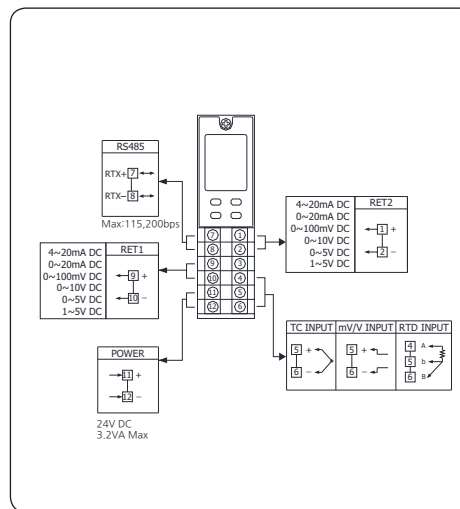 RS485
RTX+ 7
RTX− 8
Max:115,200bps
4~20mA DC
0~20mA DC
0~100mV DC
0~10V DC
0~5V DC
1~5V DC
RET1
9 +
10 −
POWER
11 +
12 −
24V DC
3.2VA Max
7 1
8 2
9 3
10 4
11 5
12 6
4~20mA DC
0~20mA DC
0~100mV DC
0~10V DC
0~5V DC
1~5V DC
RET2
1 +
2 −
TC INPUT
5 +
6 −
mV/V INPUT
5 +
6 −
RTD INPUT
4 A
5 b
6 B